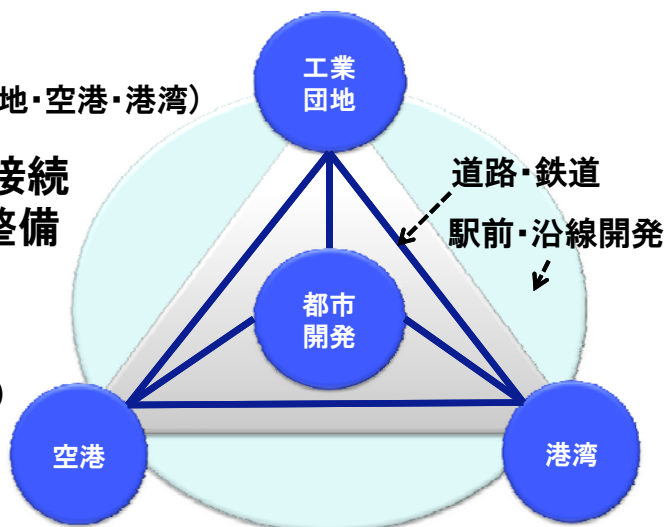 工業
団地
地・空港・港湾)
接続
整備
道路・鉄道
駅前・沿線開発
都市
開発
)
空港
港湾